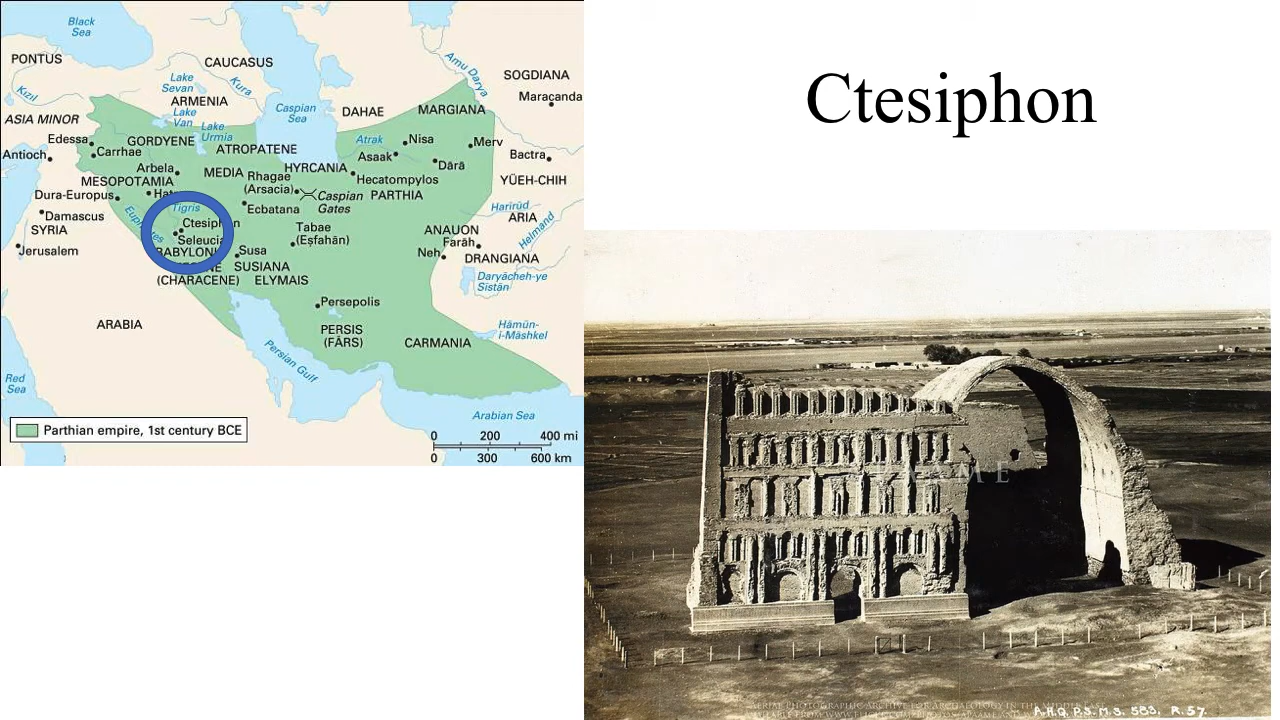 Ctesiphon
Black
Sea
PONTUS
CAUCASUS
Amu Darya
SOGDIANA
Kızıl
Lake
Sevan
Kura
Maracanda
ARMENIA
Caspian
Sea
DAHAE
MARGIANA
ASIA MINOR
Lake
Van
Lake
Urmia
Edessa
GORDYENE
ATROPATENE
Atrak
Nisa
Merv
Antioch
Carrhae
Asaak
Dārā
Bactra
Arbela
MEDIA
HYRCANIA
Hecatompylos
YÜEH-CHIH
MESOPOTAMIA
Rhagae
(Arsacia)
PARTHIA
Dura-Europus
Caspian
Gates
Harirūd
ARIA
Damascus
Tigris
Ecbatana
Helmand
SYRIA
Ctesiphon
Tabae
(Eşfahān)
ANAUON
Farāh
Jerusalem
Seleucia
Susa
Neh
DRANGIANA
SUSIANA
Daryācheh-ye
Sīstān
(CHARACENE)
ELYMAIS
Persepolis
ARABIA
PERSIS
(FĀRS)
CARMANIA
Hāmūn-
i-Māshkel
Persian Gulf
Red
Sea
Arabian Sea
Parthian empire, 1st century BCE
0 200 400 mi
0 300 600 km
A.H.Q. P.S. M.S. 583. R.57.